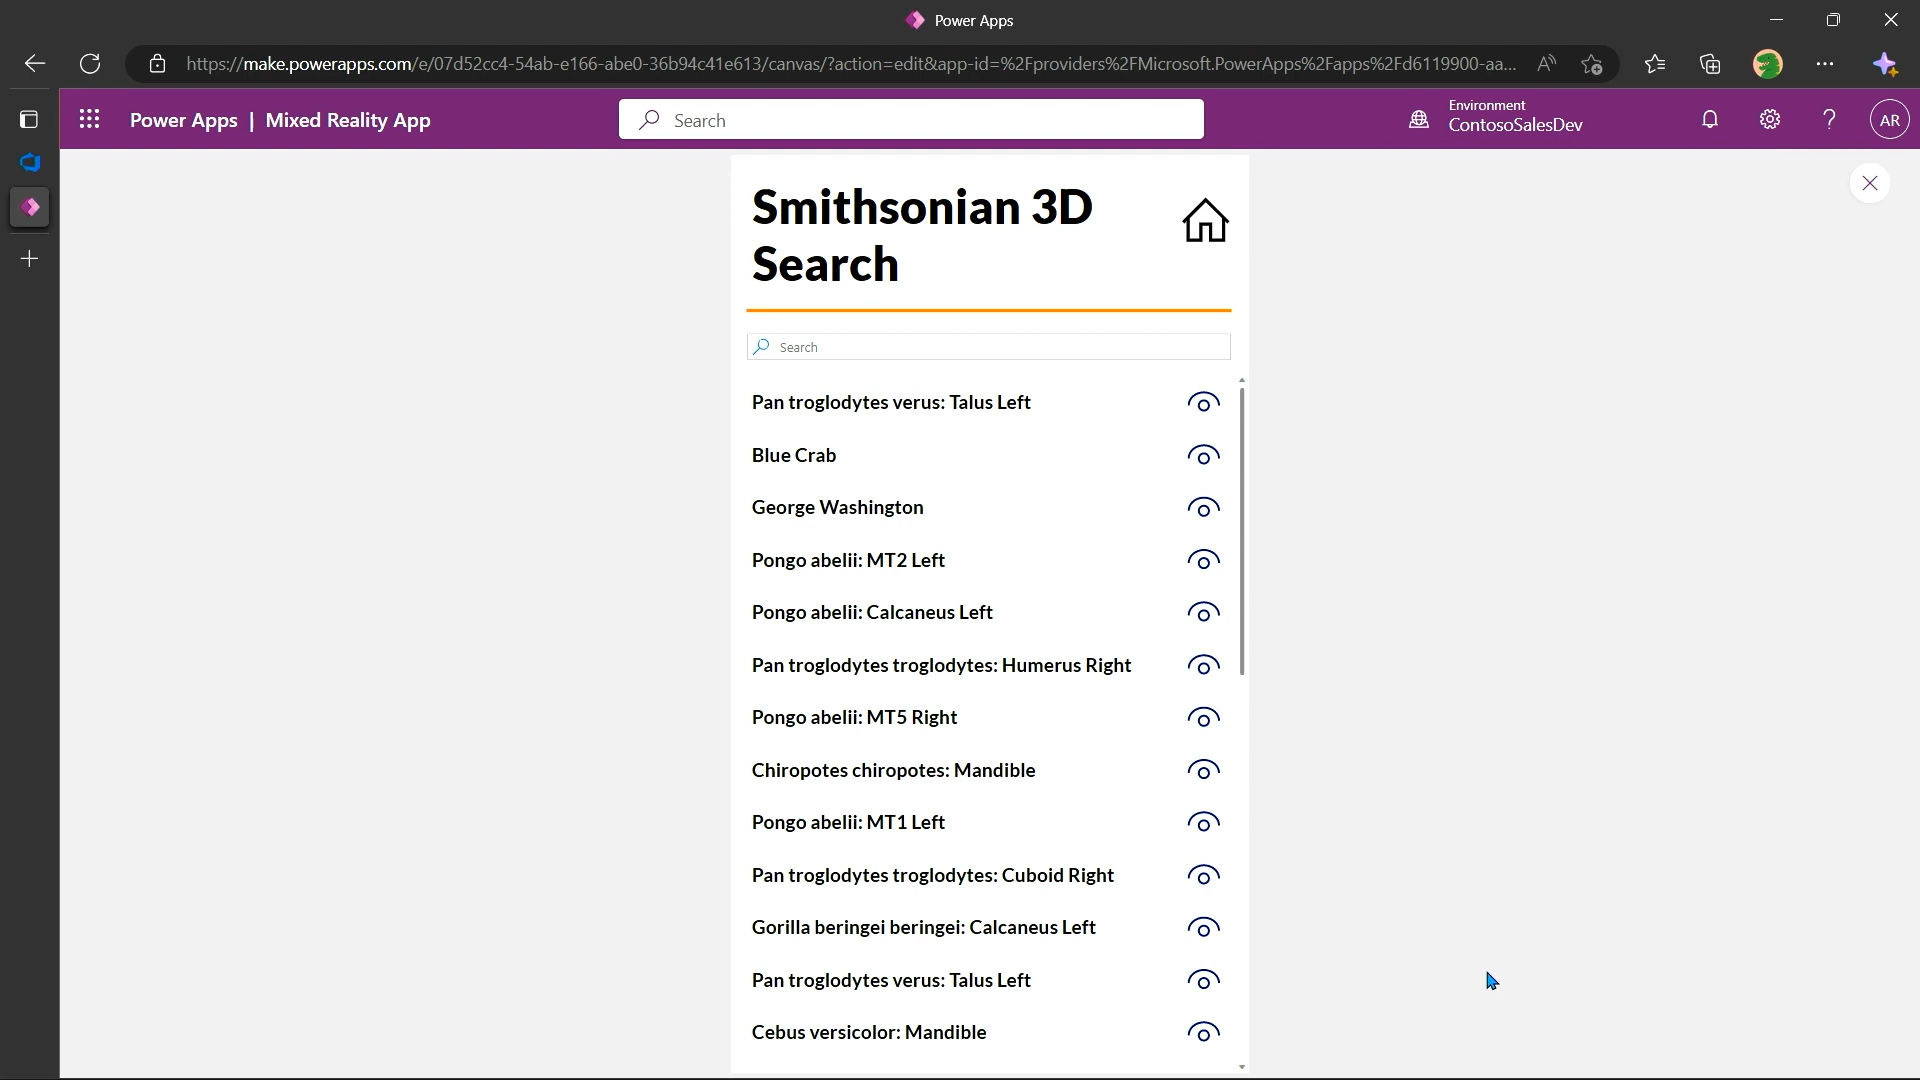 Power Apps
https://make.powerapps.com/e/07d52cc4-54ab-e166-abe0-36b94c41e613/canvas/?action=edit&app-id=%2Fproviders%2FMicrosoft.PowerApps%2Fapps%2Fd6119900-aa...
Power Apps | Mixed Reality App
Search
Environment
ContosoSalesDev
AR
Smithsonian 3D
Search
Search
Pan troglodytes verus: Talus Left
Blue Crab
George Washington
Pongo abelii: MT2 Left
Pongo abelii: Calcaneus Left
Pan troglodytes troglodytes: Humerus Right
Pongo abelii: MT5 Right
Chiropotes chiropotes: Mandible
Pongo abelii: MT1 Left
Pan troglodytes troglodytes: Cuboid Right
Gorilla beringei beringei: Calcaneus Left
Pan troglodytes verus: Talus Left
Cebus versicolor: Mandible